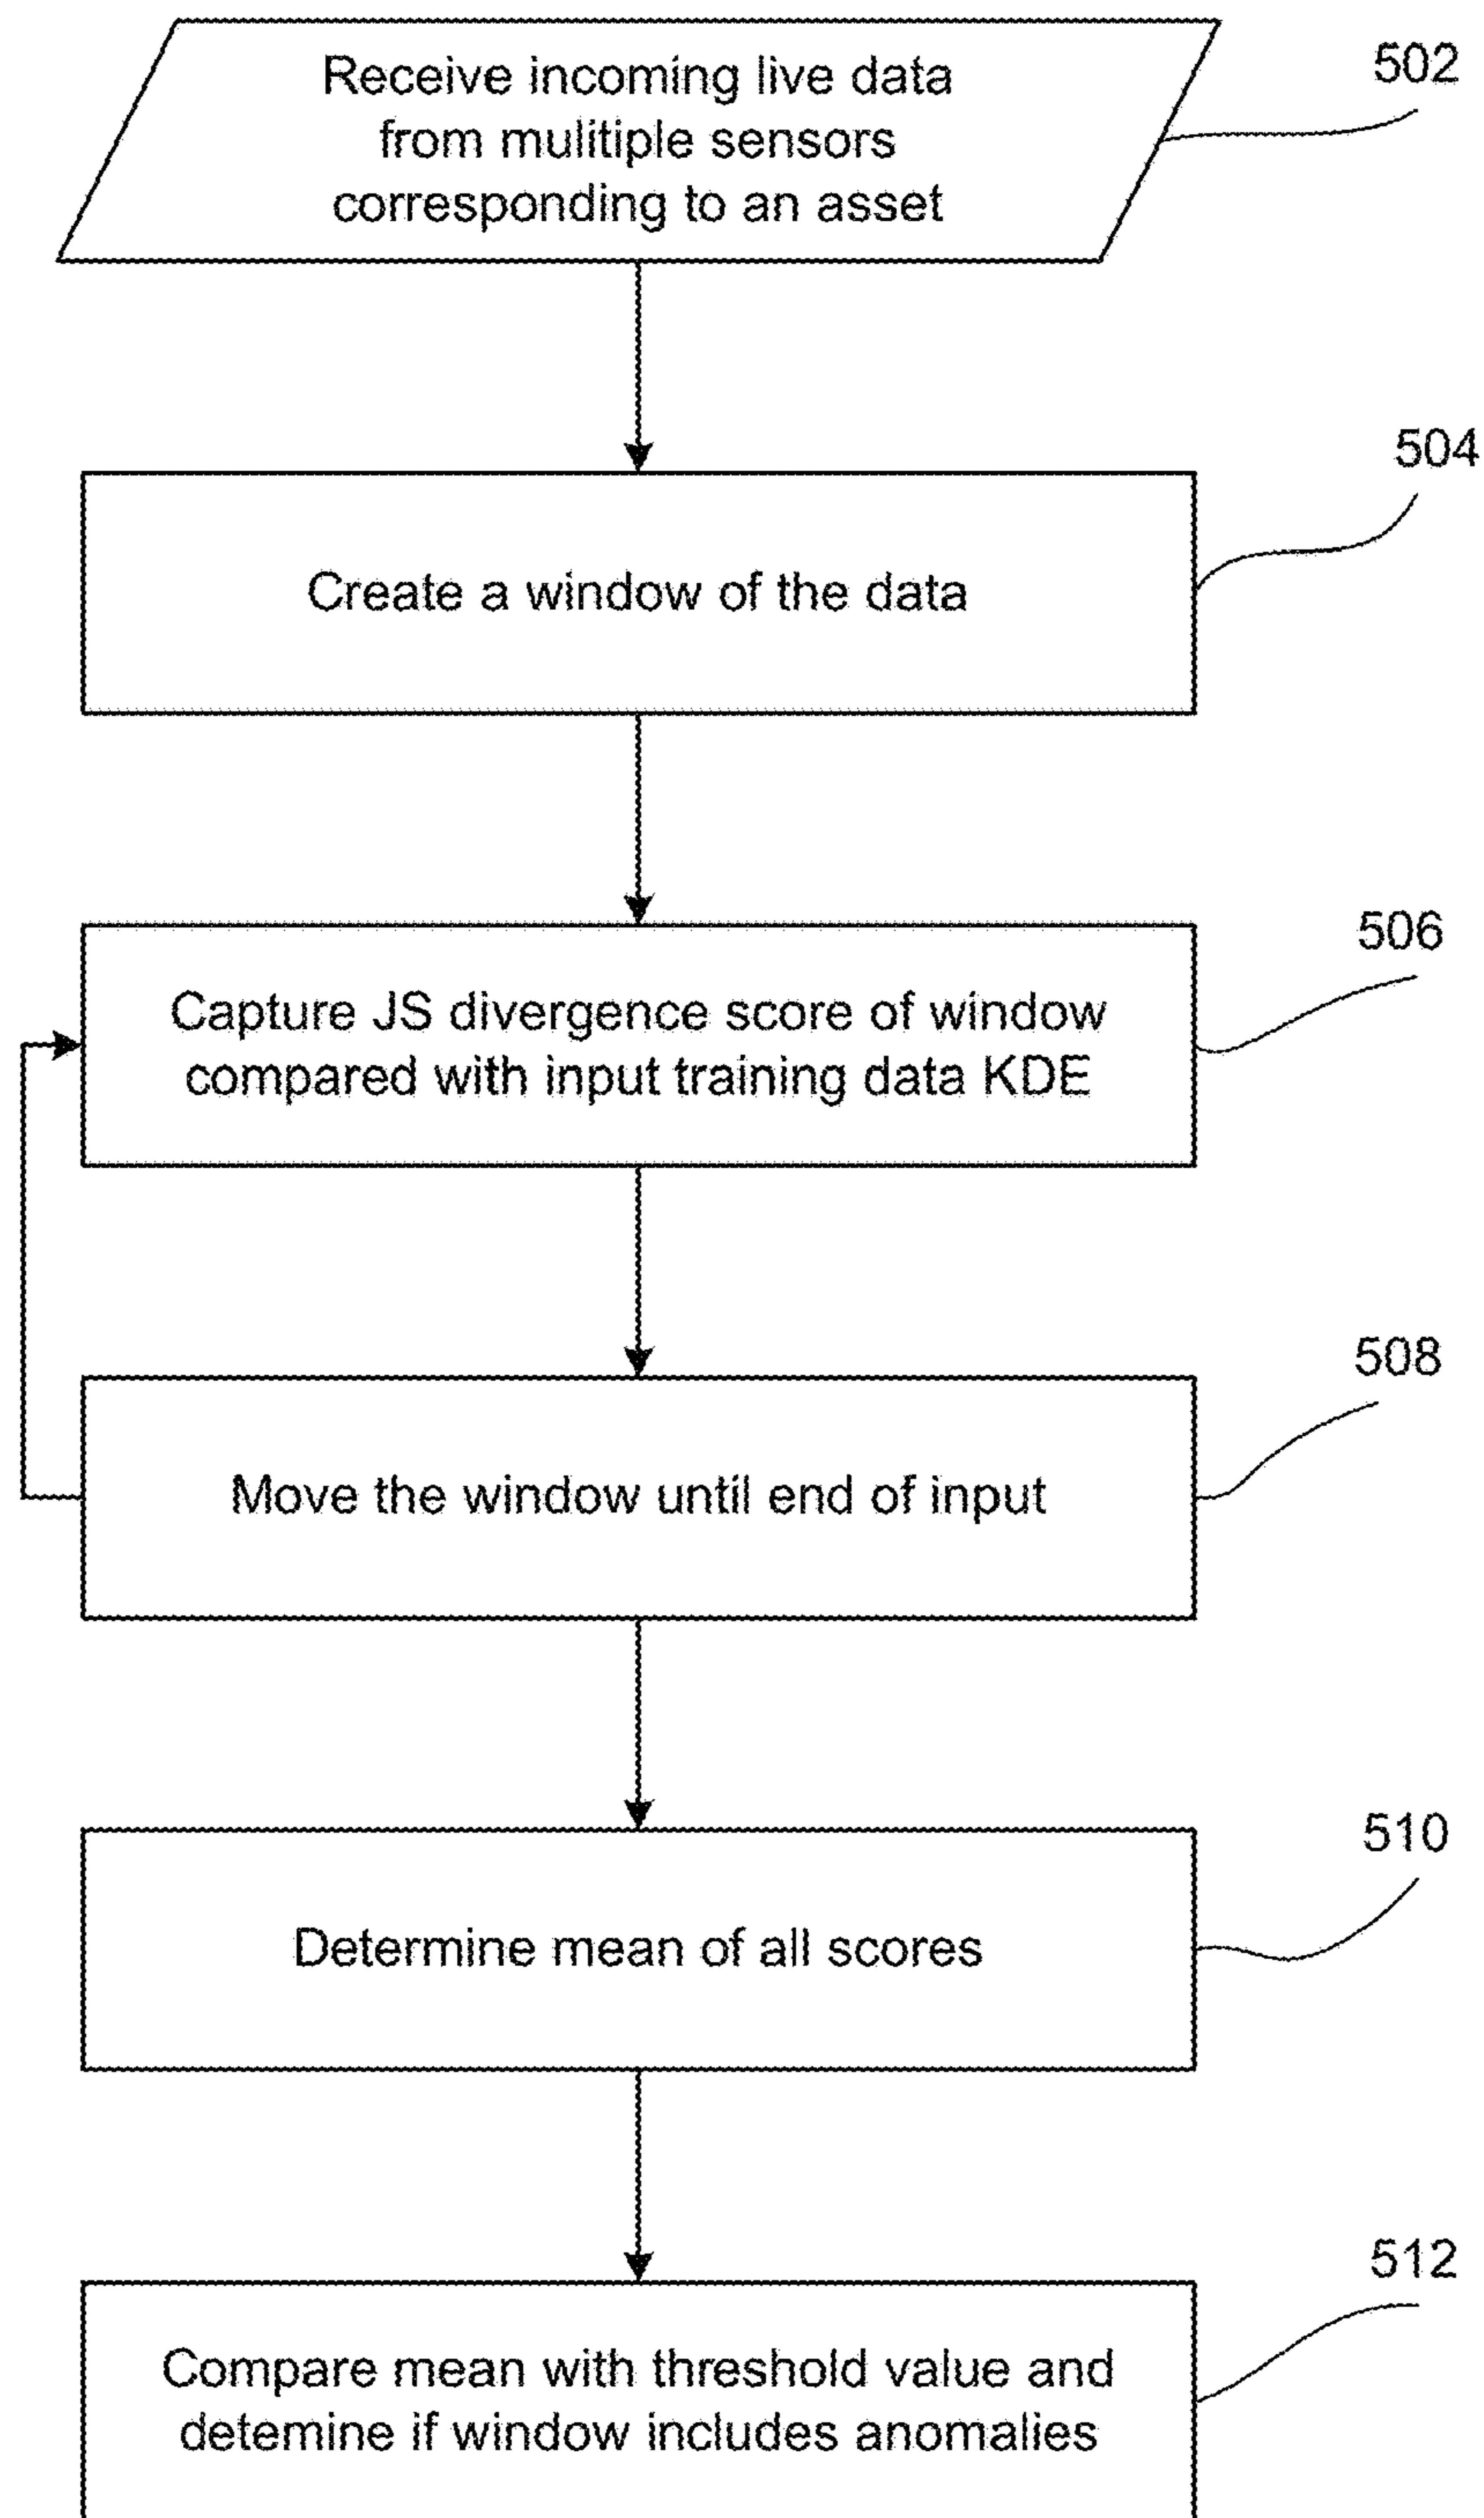 Receive incoming live data
from mulitiple sensors
corresponding to an asset
502
504
Create a window of the data
506
Capture JS divergence score of window
compared with input training data KDE
508
Move the window until end of input
510
Determine mean of all scores
512
Compare mean with threshold value and
detemine if window includes anomalies